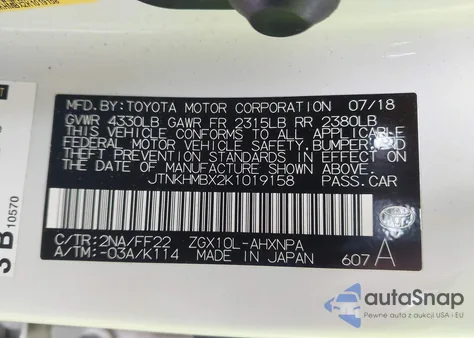 MFD.BY:TOYOTA MOTOR CORPORATION 07/18
GVWR 4330LB GAWR FR 2315LB RR 2380LB
THIS VEHICLE CONFORMS TO ALL APPLICABLE
FEDERAL MOTOR VEHICLE SAFETY, BUMPER, AND
THEFT PREVENTION STANDARDS IN EFFECT ON
THE DATE OF MANUFACTURE SHOWN ABOVE.
JTNKHMBX2K1019158 PASS.CAR
C/TR:2NA/FF22 ZGX10L-AHXNPA
A/TM:-03A/K114 MADE IN JAPAN 607 A
B 10570
autoSnap
Pewne auta z aukcji USA i EU